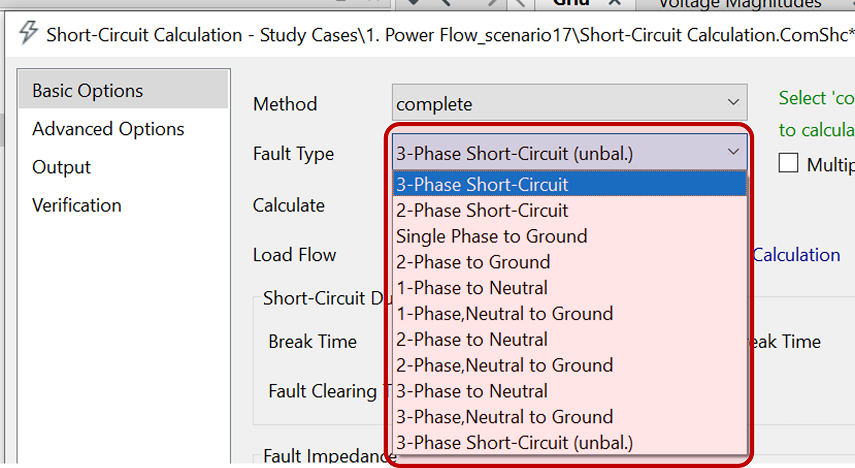 Grid
Voltage Magnitudes
Short-Circuit Calculation - Study Cases\1. Power Flow_scenario17\Short-Circuit Calculation.ComShc*
Basic Options
Advanced Options
Output
Verification
Method
complete
Select 'co
to calcula
Fault Type
3-Phase Short-Circuit (unbal.)
Multip
3-Phase Short-Circuit
2-Phase Short-Circuit
Single Phase to Ground
2-Phase to Ground
1-Phase to Neutral
1-Phase,Neutral to Ground
2-Phase to Neutral
2-Phase,Neutral to Ground
3-Phase to Neutral
3-Phase,Neutral to Ground
3-Phase Short-Circuit (unbal.)
Calculate
Load Flow
Calculation
Short-Circuit Du
Break Time
eak Time
Fault Clearing T
Fault Impedance